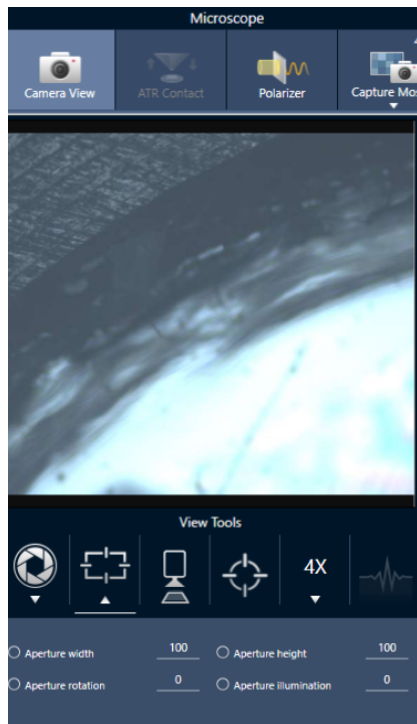 Microscope
Camera View
ATR Contact
Polarizer
Capture Mos
View Tools
4X
Aperture width 100
Aperture height 100
Aperture rotation 0
Aperture illumination 0